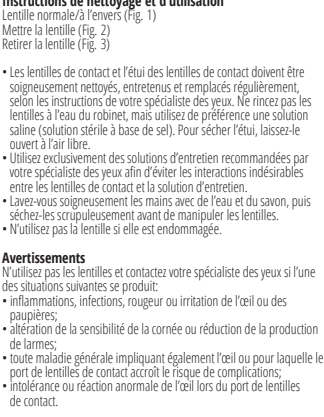 Instructions de nettoyage et d'utilisation
Lentille normale/à l'envers (Fig. 1)
Mettre la lentille (Fig. 2)
Retirer la lentille (Fig. 3)
• Les lentilles de contact et l'étui des lentilles de contact doivent être
soigneusement nettoyés, entretenus et remplacés régulièrement,
selon les instructions de votre spécialiste des yeux. Ne rincez pas les
lentilles à l'eau du robinet, mais utilisez de préférence une solution
saline (solution stérile à base de sel). Pour sécher l'étui, laissez-le
ouvert à l'air libre.
• Utilisez exclusivement des solutions d'entretien recommandées par
votre spécialiste des yeux afin d'éviter les interactions indésirables
entre les lentilles de contact et la solution d'entretien.
• Lavez-vous soigneusement les mains avec de l'eau et du savon, puis
séchez-les scrupuleusement avant de manipuler les lentilles.
• N'utilisez pas la lentille si elle est endommagée.
Avertissements
N'utilisez pas les lentilles et contactez votre spécialiste des yeux si l'une
des situations suivantes se produit:
• inflammations, infections, rougeur ou irritation de l'œil ou des
paupières;
• altération de la sensibilité de la cornée ou réduction de la production
de larmes;
• toute maladie générale impliquant également l'œil ou pour laquelle le
port de lentilles de contact accroît le risque de complications;
• intolérance ou réaction anormale de l'œil lors du port de lentilles
de contact.